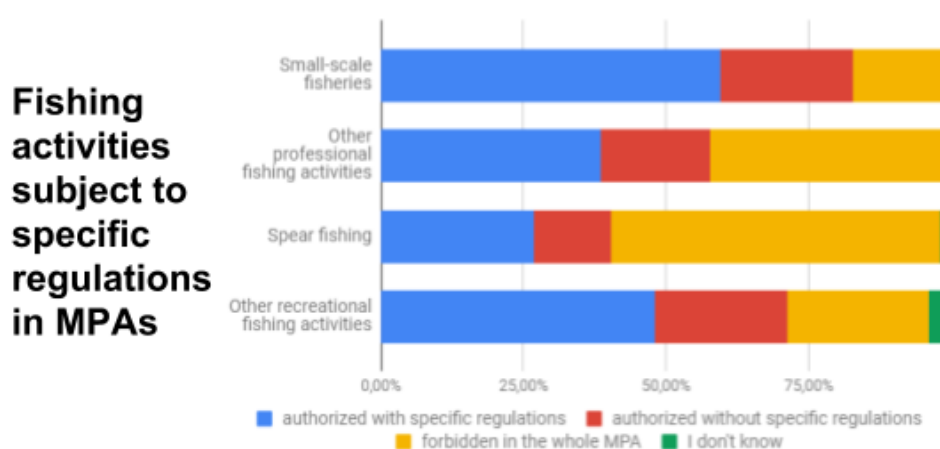 Fishing
activities
subject to
specific
regulations
in MPAs
Small-scale
fisheries
Other
professional
fishing activities
Spear fishing
Other recreational
fishing activities
0,00%
25,00%
50,00%
75,00%
authorized with specific regulations
authorized without specific regulations
forbidden in the whole MPA
I don't know